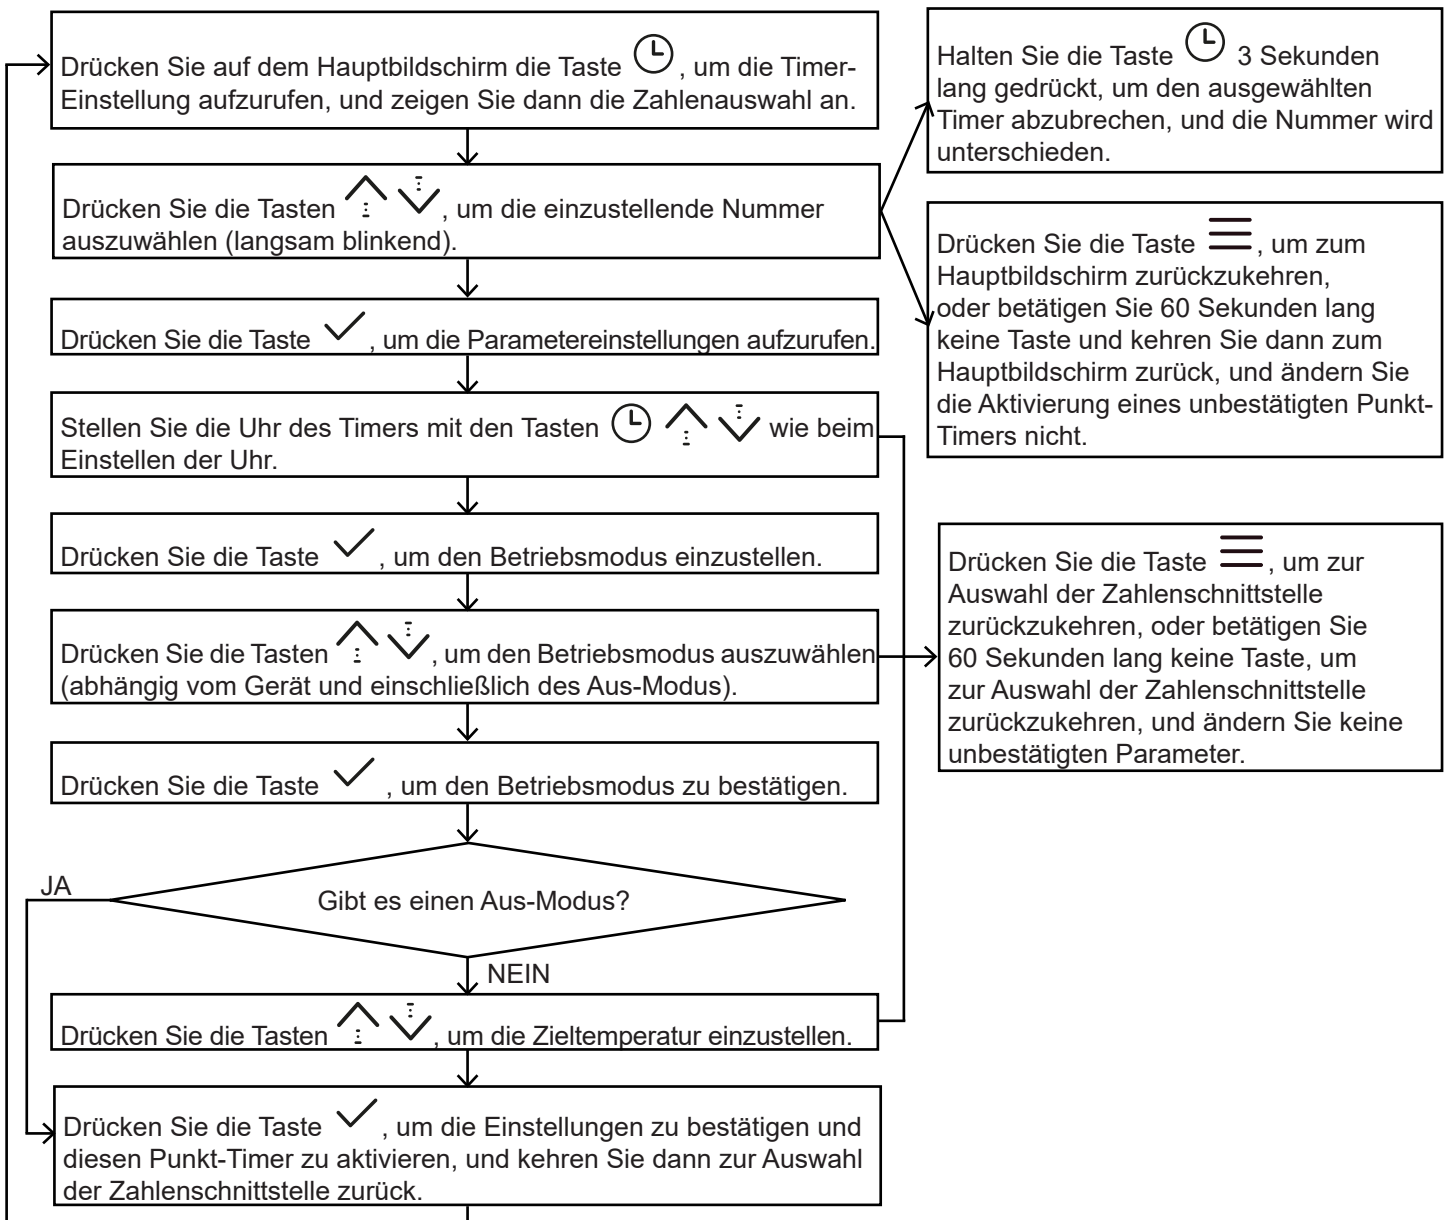 Drücken Sie auf dem Hauptbildschirm die Taste , um die Timer-
Einstellung aufzurufen, und zeigen Sie dann die Zahlenauswahl an.
Halten Sie die Taste 3 Sekunden
lang gedrückt, um den ausgewählten
Timer abzubrechen, und die Nummer wird
unterschieden.
Drücken Sie die Tasten , um die einzustellende Nummer
auszuwählen (langsam blinkend).
Drücken Sie die Taste , um zum
Hauptbildschirm zurückzukehren,
oder betätigen Sie 60 Sekunden lang
keine Taste und kehren Sie dann zum
Hauptbildschirm zurück, und ändern Sie
die Aktivierung eines unbestätigten Punkt-
Timers nicht.
Drücken Sie die Taste , um die Parametereinstellungen aufzurufen.
Stellen Sie die Uhr des Timers mit den Tasten wie beim
Einstellen der Uhr.
Drücken Sie die Taste , um den Betriebsmodus einzustellen.
Drücken Sie die Taste , um zur
Auswahl der Zahlenschnittstelle
zurückzukehren, oder betätigen Sie
60 Sekunden lang keine Taste, um
zur Auswahl der Zahlenschnittstelle
zurückzukehren, und ändern Sie keine
unbestätigten Parameter.
Drücken Sie die Tasten , um den Betriebsmodus auszuwählen
(abhängig vom Gerät und einschließlich des Aus-Modus).
Drücken Sie die Taste , um den Betriebsmodus zu bestätigen.
JA
Gibt es einen Aus-Modus?
NEIN
Drücken Sie die Tasten , um die Zieltemperatur einzustellen.
Drücken Sie die Taste , um die Einstellungen zu bestätigen und
diesen Punkt-Timer zu aktivieren, und kehren Sie dann zur Auswahl
der Zahlenschnittstelle zurück.